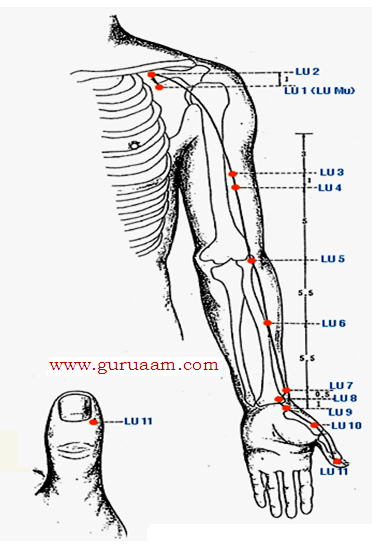 LU 2
1
LU 1 (LU Mu)
3
LU 3
1
LU 4
5
LU 5
5.5
LU 6
5.5
www.guruaam.com
LU 7
0.5
LU 8
1
LU 9
LU 10
LU 11
LU 11